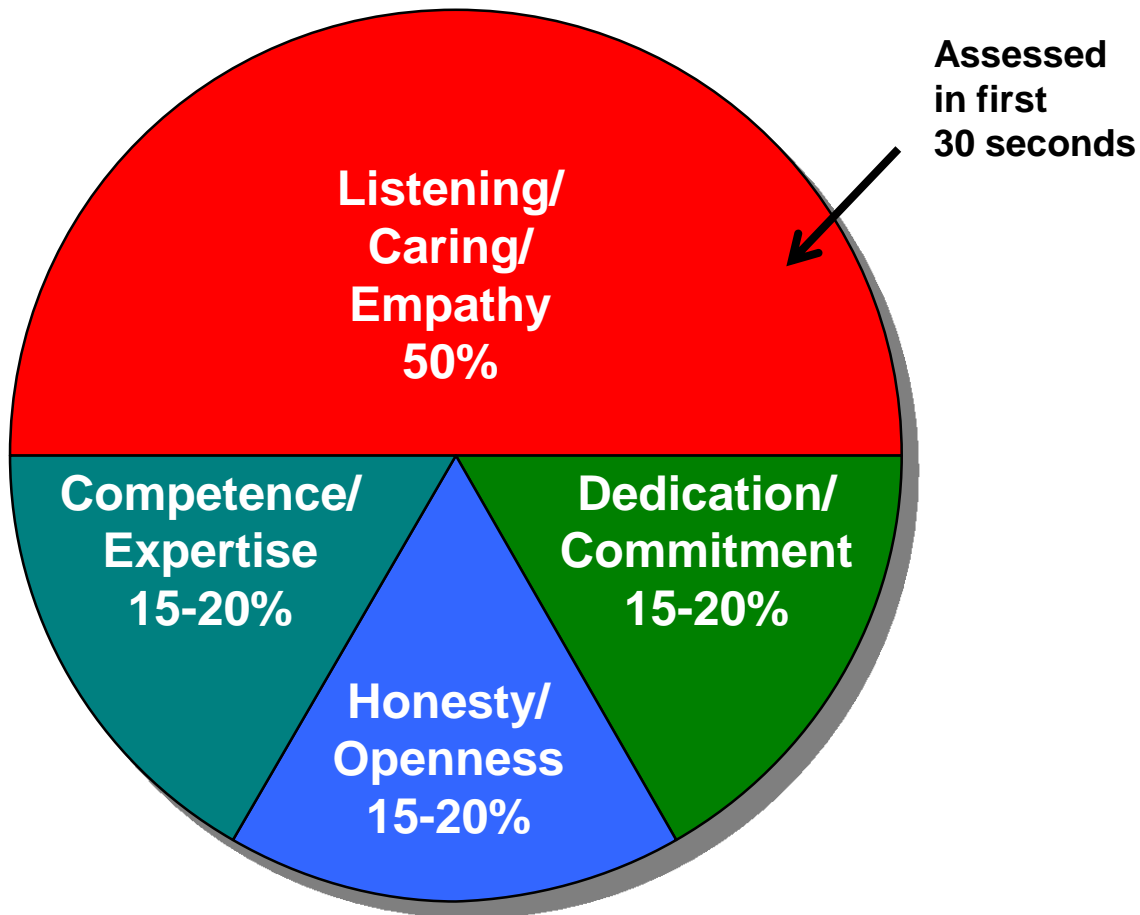 Assessed
in first
30 seconds
Listening/
Caring/
Empathy
50%
Competence/
Expertise
15-20%
Dedication/
Commitment
15-20%
Honesty/
Openness
15-20%